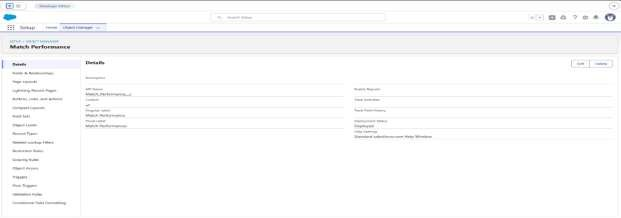 Developer Edition
Search Setup
Setup
Home
Object Manager
SETUP > OBJECT MANAGER
Match Performance
Details
Fields & Relationships
Page Layouts
Lightning Record Pages
Buttons, Links, and Actions
Compact Layouts
Field Sets
Object Limits
Record Types
Related Lookup Filters
Restriction Rules
Scoping Rules
Object Access
Triggers
Flow Triggers
Validation Rules
Conditional Field Formatting
Details
Edit
Delete
Description
API Name
Match_Performance__c
Custom
Singular Label
Match Performance
Plural Label
Match Performances
Enable Reports
Track Activities
Track Field History
Deployment Status
Deployed
Help Settings
Standard salesforce.com Help Window